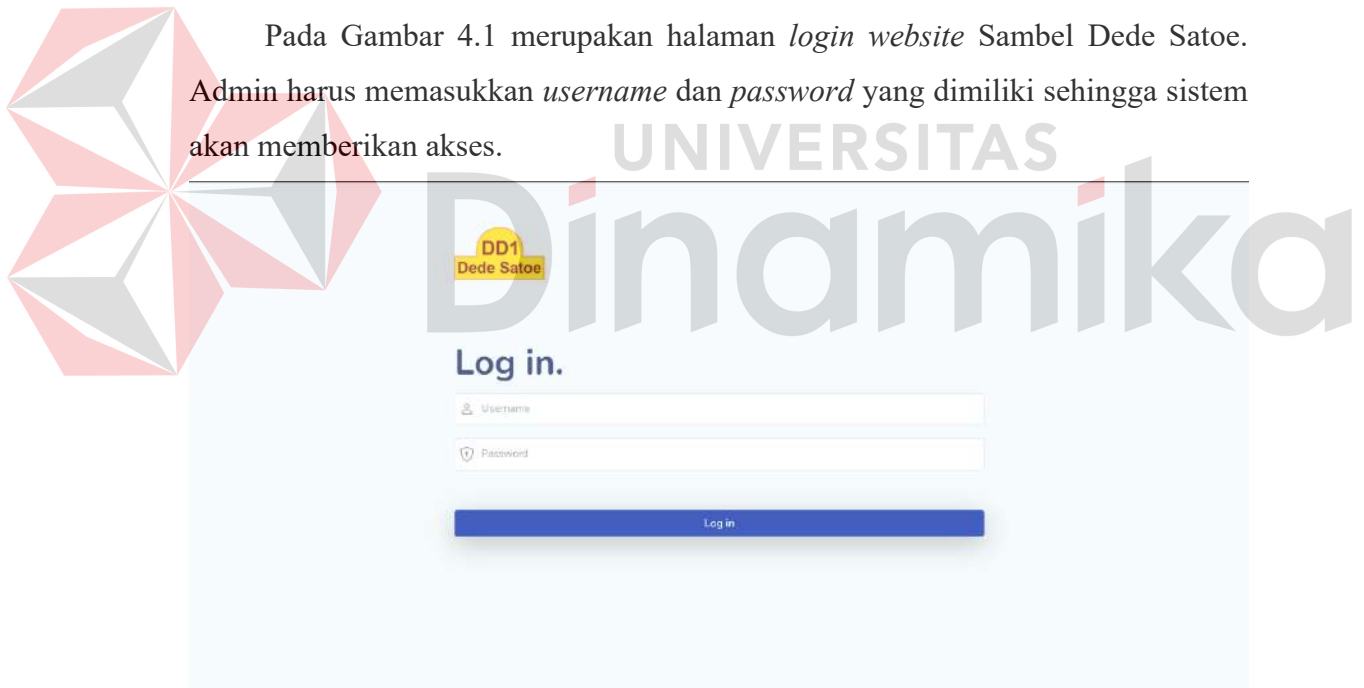 Pada Gambar 4.1 merupakan halaman login website Sambel Dede Satoe.
Admin harus memasukkan username dan password yang dimiliki sehingga sistem
akan memberikan akses.
UNIVERSITAS
Dinamika
DD1
Dede Satoe
Log in.
Username
Password
Log in